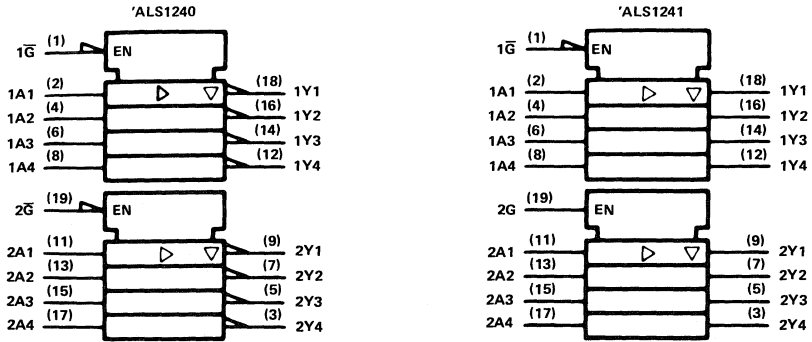 'ALS1240
1G̅ (1) EN
1A1 (2) (18) 1Y1
1A2 (4) (16) 1Y2
1A3 (6) (14) 1Y3
1A4 (8) (12) 1Y4
2G̅ (19) EN
2A1 (11) (9) 2Y1
2A2 (13) (7) 2Y2
2A3 (15) (5) 2Y3
2A4 (17) (3) 2Y4
'ALS1241
1G̅ (1) EN
1A1 (2) (18) 1Y1
1A2 (4) (16) 1Y2
1A3 (6) (14) 1Y3
1A4 (8) (12) 1Y4
2G (19) EN
2A1 (11) (9) 2Y1
2A2 (13) (7) 2Y2
2A3 (15) (5) 2Y3
2A4 (17) (3) 2Y4